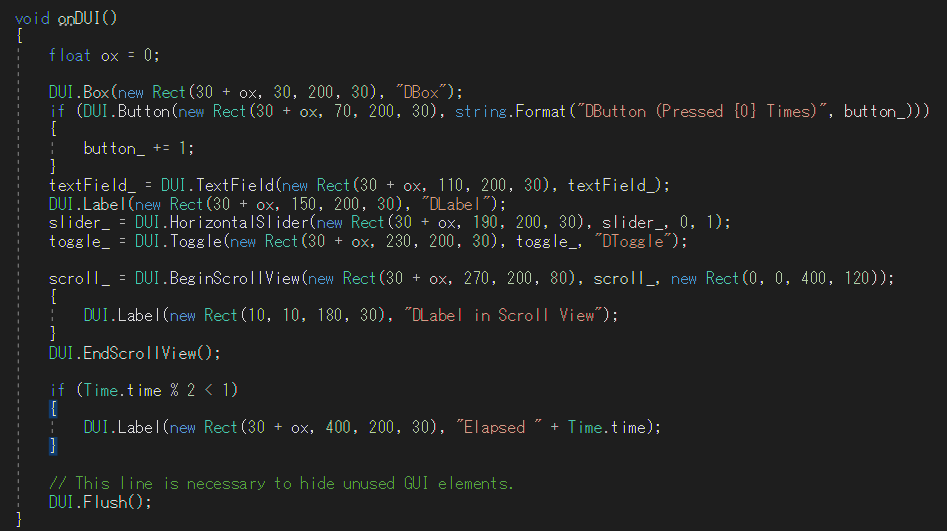 void onDUI()
{
    float ox = 0;

    DUI.Box(new Rect(30 + ox, 30, 200, 30), "DBox");
    if (DUI.Button(new Rect(30 + ox, 70, 200, 30), string.Format("DButton (Pressed {0} Times)", button_)))
    {
        button_ += 1;
    }
    textField_ = DUI.TextField(new Rect(30 + ox, 110, 200, 30), textField_);
    DUI.Label(new Rect(30 + ox, 150, 200, 30), "DLabel");
    slider_ = DUI.HorizontalSlider(new Rect(30 + ox, 190, 200, 30), slider_, 0, 1);
    toggle_ = DUI.Toggle(new Rect(30 + ox, 230, 200, 30), toggle_, "DToggle");

    scroll_ = DUI.BeginScrollView(new Rect(30 + ox, 270, 200, 80), scroll_, new Rect(0, 0, 400, 120));
    {
        DUI.Label(new Rect(10, 10, 180, 30), "DLabel in Scroll View");
    }
    DUI.EndScrollView();

    if (Time.time % 2 < 1)
    {
        DUI.Label(new Rect(30 + ox, 400, 200, 30), "Elapsed " + Time.time);
    }

    // This line is necessary to hide unused GUI elements.
    DUI.Flush();
}